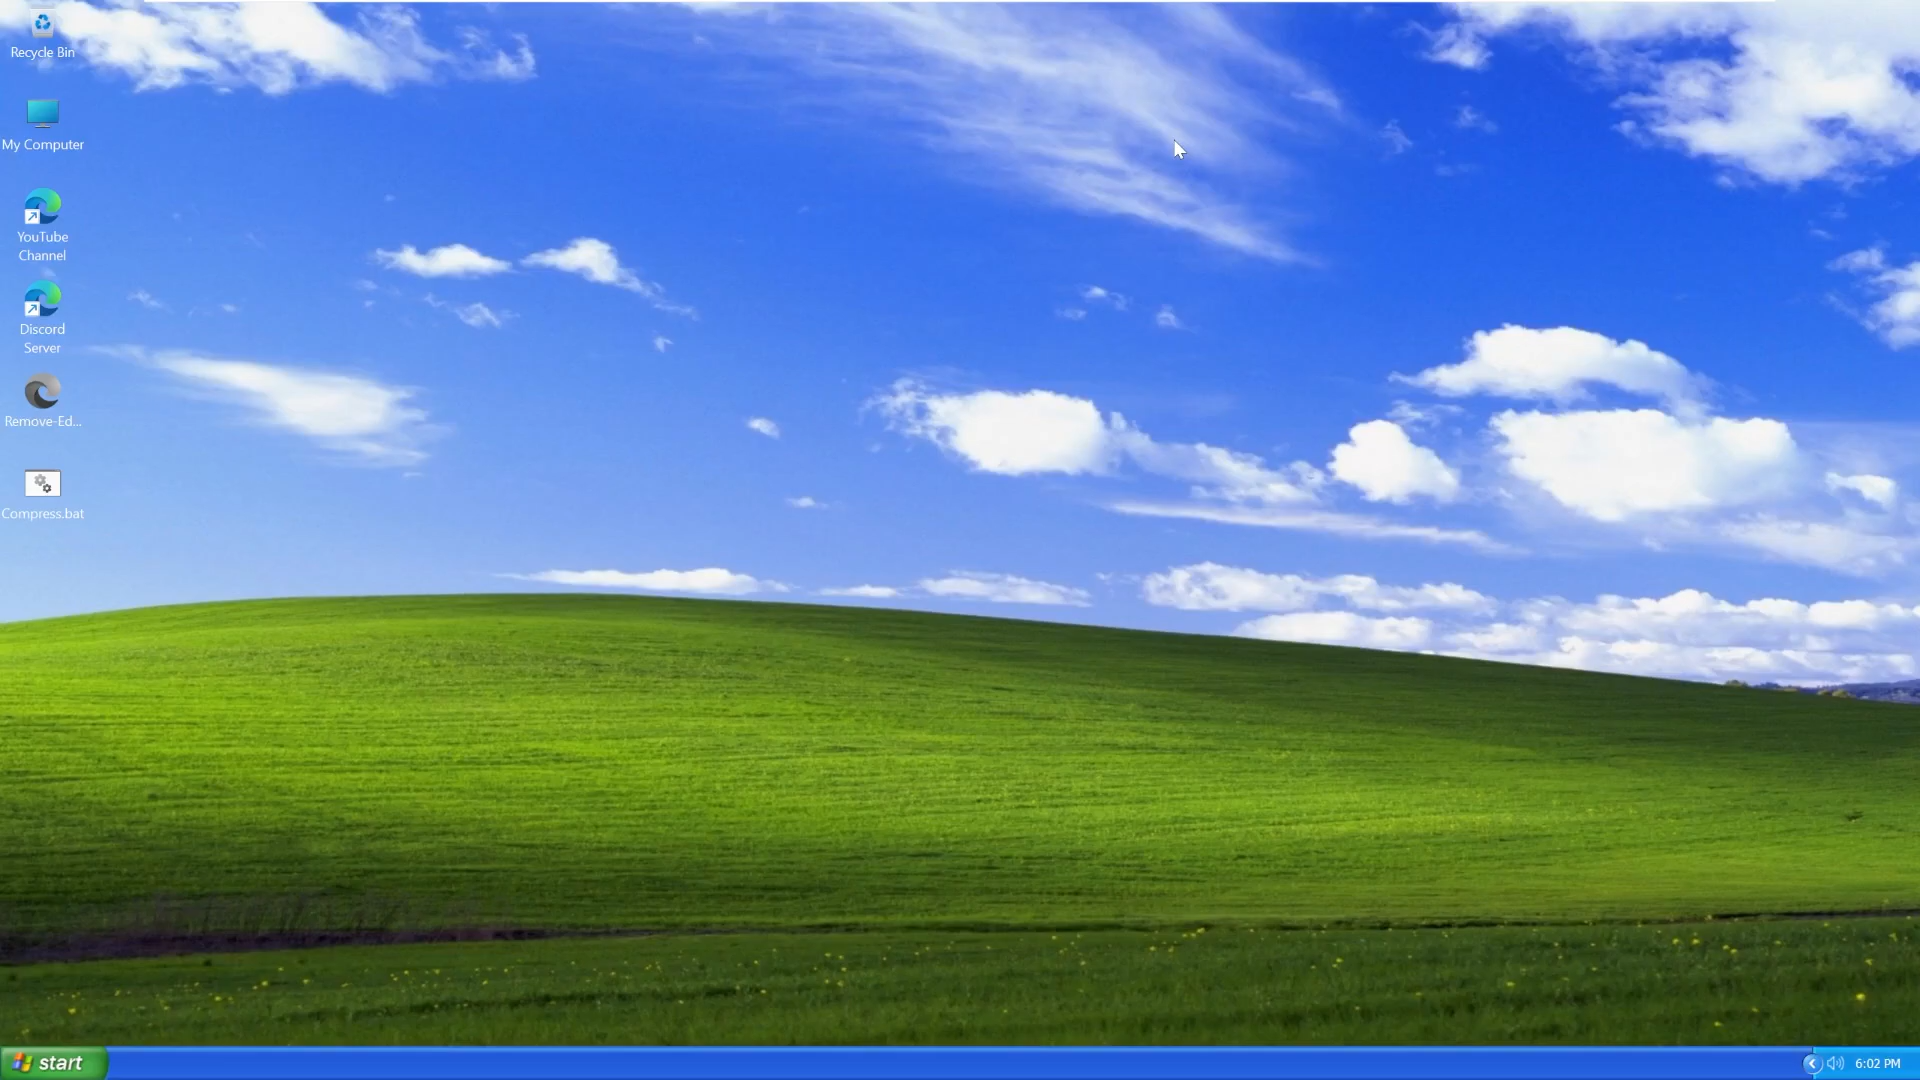 Recycle Bin
My Computer
YouTube
Channel
Discord
Server
Remove-Ed...
Compress.bat
start
6:02 PM